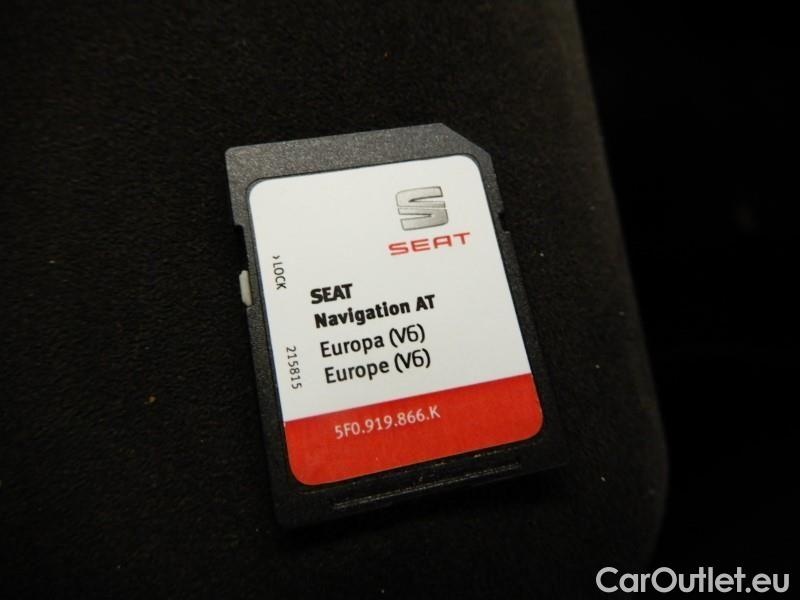 SEAT
› LOCK
SEAT
Navigation AT
Europa (V6)
Europe (V6)
215815
5F0.919.866.K
CarOutlet.eu